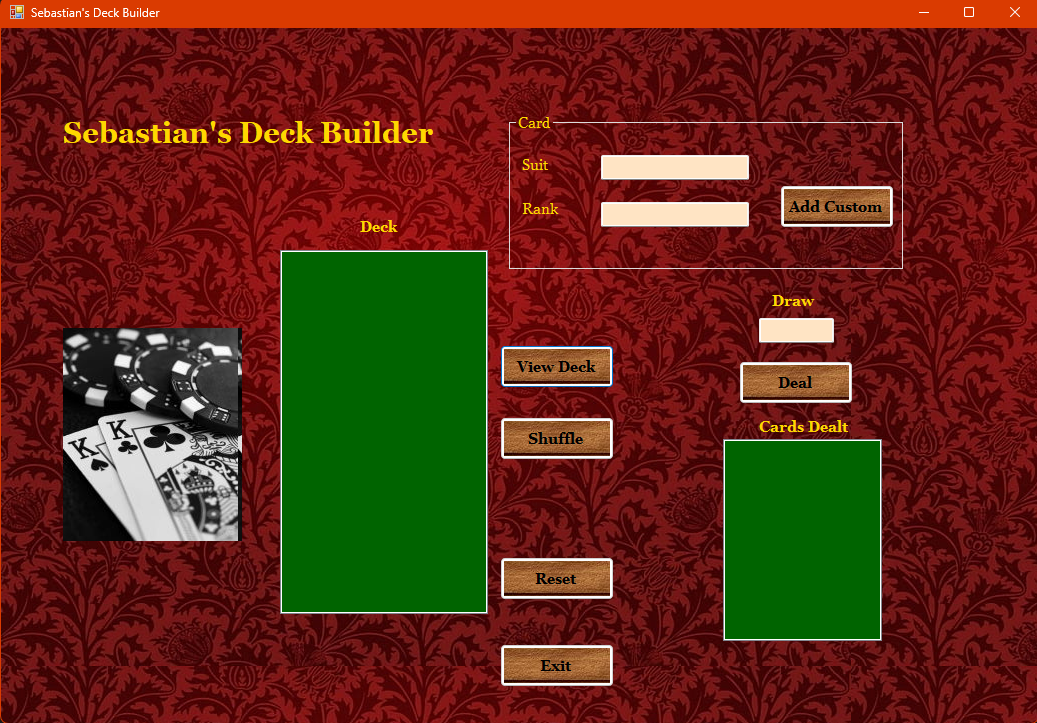 Sebastian's Deck Builder
Sebastian's Deck Builder
Card
Suit
Rank
Add Custom
Deck
Draw
View Deck
Deal
Shuffle
Cards Dealt
K
K
Reset
Exit